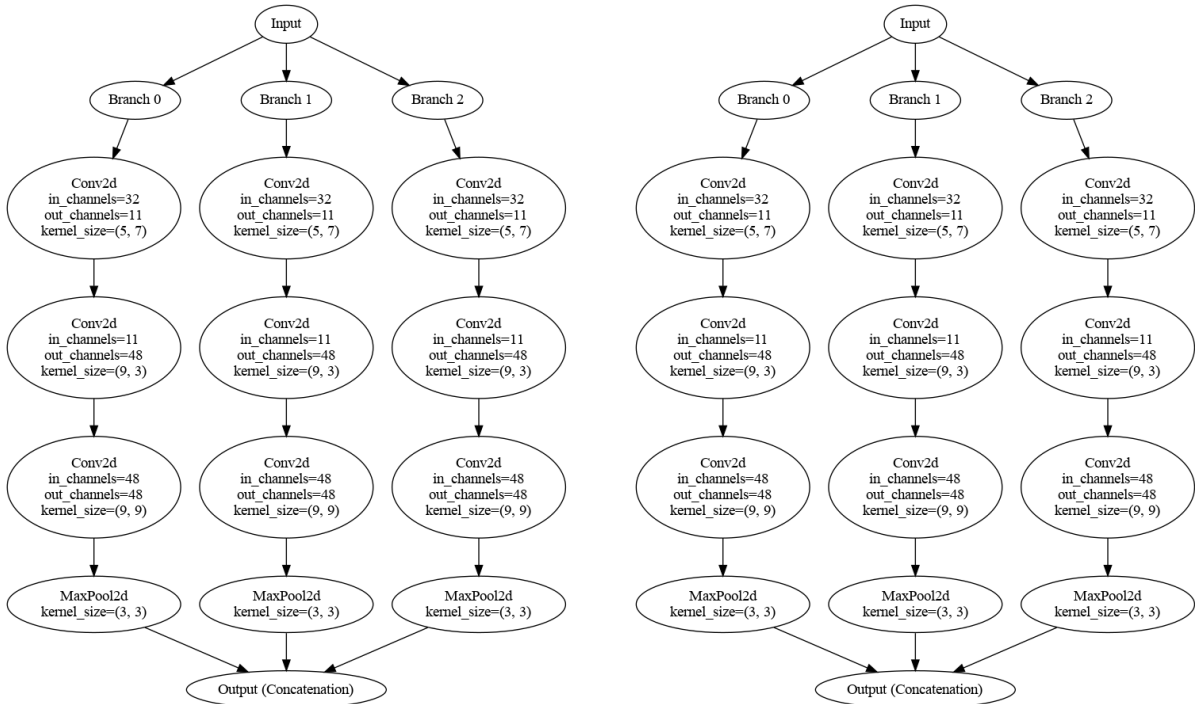 Input
Branch 0
Branch 1
Branch 2
Conv2d
in_channels=32
out_channels=11
kernel_size=(5, 7)
Conv2d
in_channels=32
out_channels=11
kernel_size=(5, 7)
Conv2d
in_channels=32
out_channels=11
kernel_size=(5, 7)
Conv2d
in_channels=11
out_channels=48
kernel_size=(9, 3)
Conv2d
in_channels=11
out_channels=48
kernel_size=(9, 3)
Conv2d
in_channels=11
out_channels=48
kernel_size=(9, 3)
Conv2d
in_channels=48
out_channels=48
kernel_size=(9, 9)
Conv2d
in_channels=48
out_channels=48
kernel_size=(9, 9)
Conv2d
in_channels=48
out_channels=48
kernel_size=(9, 9)
MaxPool2d
kernel_size=(3, 3)
MaxPool2d
kernel_size=(3, 3)
MaxPool2d
kernel_size=(3, 3)
Output (Concatenation)
Input
Branch 0
Branch 1
Branch 2
Conv2d
in_channels=32
out_channels=11
kernel_size=(5, 7)
Conv2d
in_channels=32
out_channels=11
kernel_size=(5, 7)
Conv2d
in_channels=32
out_channels=11
kernel_size=(5, 7)
Conv2d
in_channels=11
out_channels=48
kernel_size=(9, 3)
Conv2d
in_channels=11
out_channels=48
kernel_size=(9, 3)
Conv2d
in_channels=11
out_channels=48
kernel_size=(9, 3)
Conv2d
in_channels=48
out_channels=48
kernel_size=(9, 9)
Conv2d
in_channels=48
out_channels=48
kernel_size=(9, 9)
Conv2d
in_channels=48
out_channels=48
kernel_size=(9, 9)
MaxPool2d
kernel_size=(3, 3)
MaxPool2d
kernel_size=(3, 3)
MaxPool2d
kernel_size=(3, 3)
Output (Concatenation)